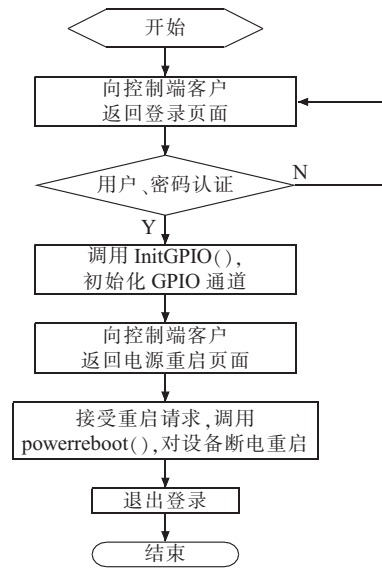 开始
向控制端客户
返回登录页面
用户、密码认证
N
Y
调用 InitGPIO(),
初始化 GPIO 通道
向控制端客户
返回电源重启页面
接受重启请求,调用
powerreboot(),对设备断电重启
退出登录
结束